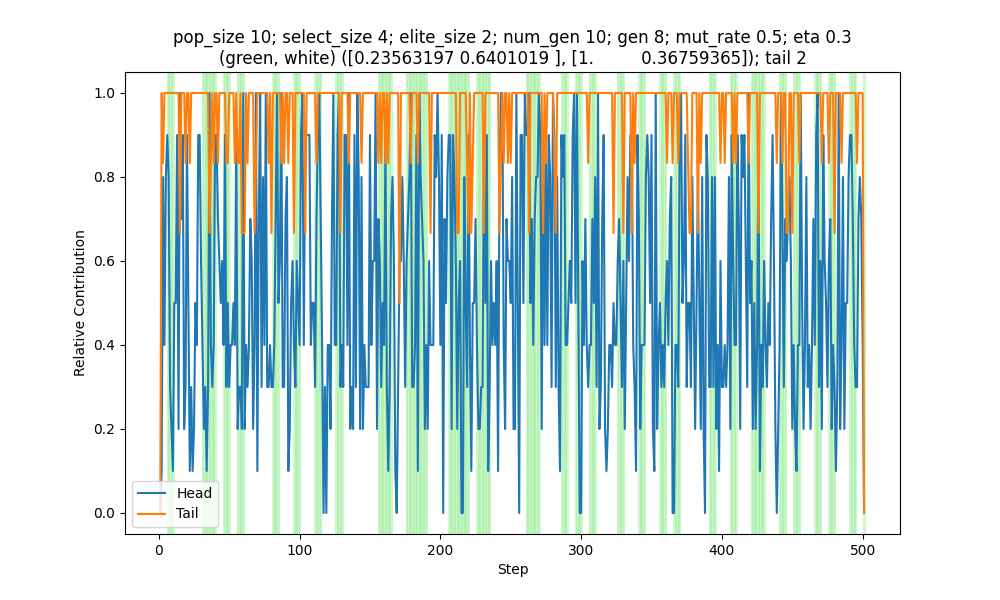 pop_size 10; select_size 4; elite_size 2; num_gen 10; gen 8; mut_rate 0.5; eta 0.3
(green, white) ([0.23563197 0.6401019 ], [1.         0.36759365]); tail 2
1.0
0.8
0.6
0.4
0.2
0.0
Relative Contribution
Head
Tail
0
100
200
300
400
500
Step